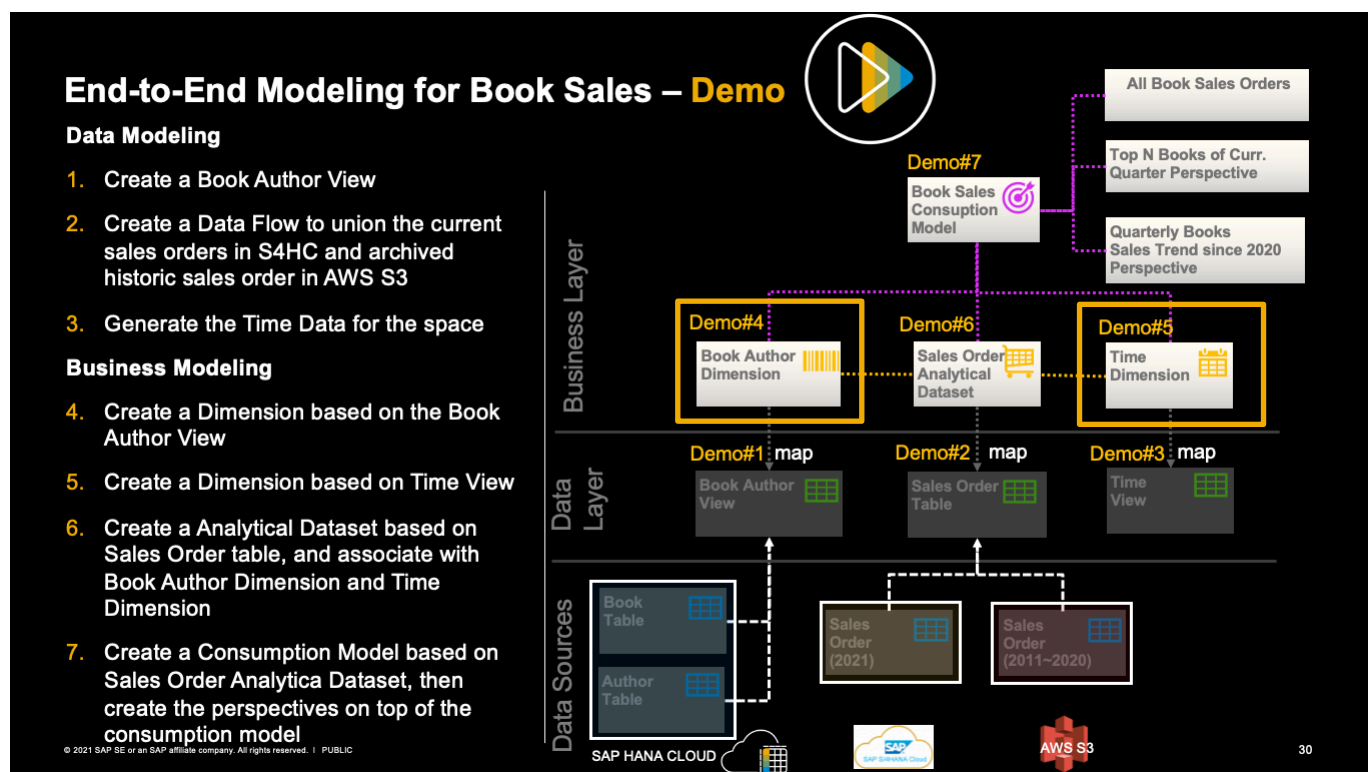 End-to-End Modeling for Book Sales – Demo
Data Modeling
1. Create a Book Author View
2. Create a Data Flow to union the current
sales orders in S4HC and archived
historic sales order in AWS S3
3. Generate the Time Data for the space
Business Modeling
4. Create a Dimension based on the Book
Author View
5. Create a Dimension based on Time View
6. Create a Analytical Dataset based on
Sales Order table, and associate with
Book Author Dimension and Time
Dimension
7. Create a Consumption Model based on
Sales Order Analytica Dataset, then
create the perspectives on top of the
consumption model
© 2021 SAP SE or an SAP affiliate company. All rights reserved. I PUBLIC
All Book Sales Orders
Top N Books of Curr.
Quarter Perspective
Quarterly Books
Sales Trend since 2020
Perspective
Demo#7
Book Sales
Consuption
Model
Business Layer
Demo#4
Book Author
Dimension
Demo#6
Sales Order
Analytical
Dataset
Demo#5
Time
Dimension
Data
Layer
Demo#1 map
Book Author
View
Demo#2 map
Sales Order
Table
Demo#3 map
Time
View
Data Sources
Book
Table
Author
Table
SAP HANA CLOUD
Sales
Order
(2021)
SAP
SAP S/4HANA Cloud
Sales
Order
(2011~2020)
AWS S3
30